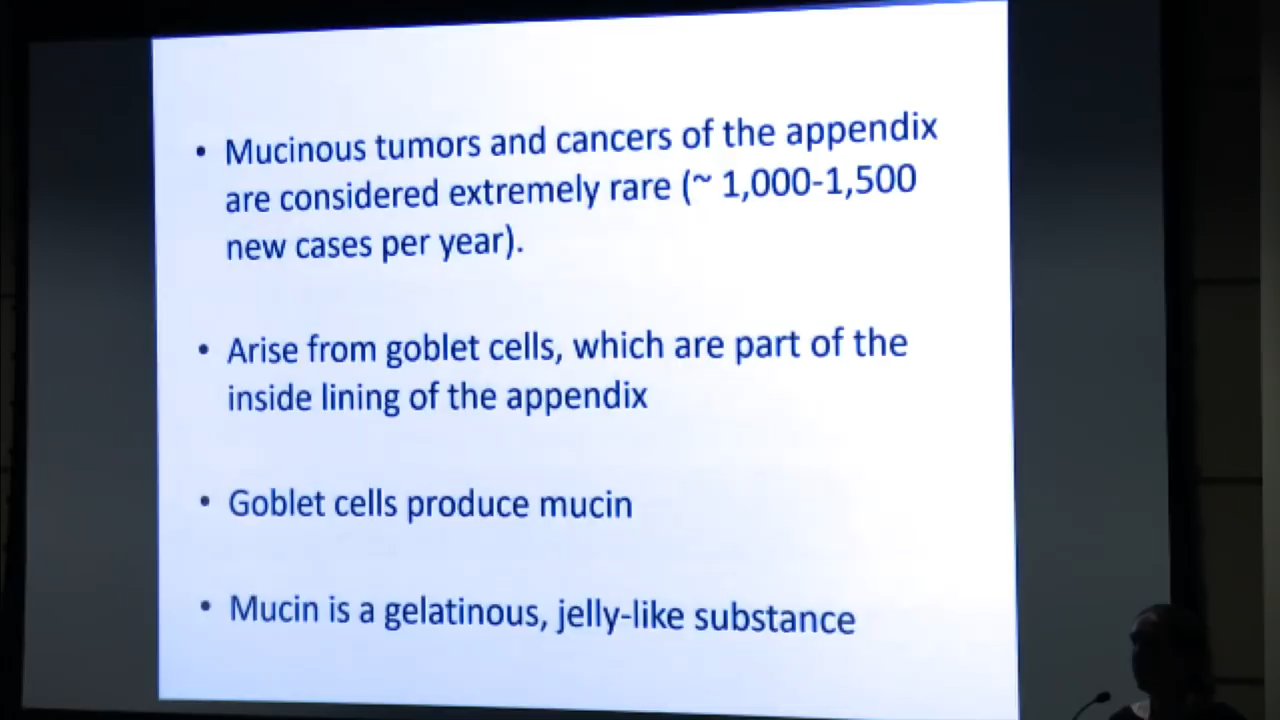 • Mucinous tumors and cancers of the appendix
are considered extremely rare (~ 1,000-1,500
new cases per year).
• Arise from goblet cells, which are part of the
inside lining of the appendix
• Goblet cells produce mucin
• Mucin is a gelatinous, jelly-like substance